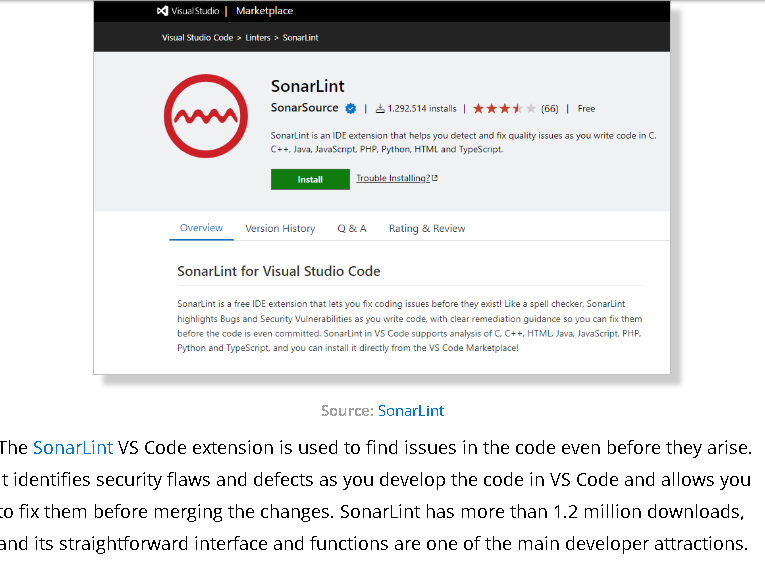 Visual Studio | Marketplace
Visual Studio Code > Linters > SonarLint
SonarLint
SonarSource | 1.292.514 installs | (66) | Free
SonarLint is an IDE extension that helps you detect and fix quality issues as you write code in C,
C++, Java, JavaScript, PHP, Python, HTML and TypeScript.
Install Trouble Installing?
Overview Version History Q & A Rating & Review
SonarLint for Visual Studio Code
SonarLint is a free IDE extension that lets you fix coding issues before they exist! Like a spell checker, SonarLint
highlights Bugs and Security Vulnerabilities as you write code, with clear remediation guidance so you can fix them
before the code is even committed. SonarLint in VS Code supports analysis of C, C++, HTML, Java, JavaScript, PHP,
Python and TypeScript, and you can install it directly from the VS Code Marketplace!
Source: SonarLint
The SonarLint VS Code extension is used to find issues in the code even before they arise.
t identifies security flaws and defects as you develop the code in VS Code and allows you
to fix them before merging the changes. SonarLint has more than 1.2 million downloads,
and its straightforward interface and functions are one of the main developer attractions.